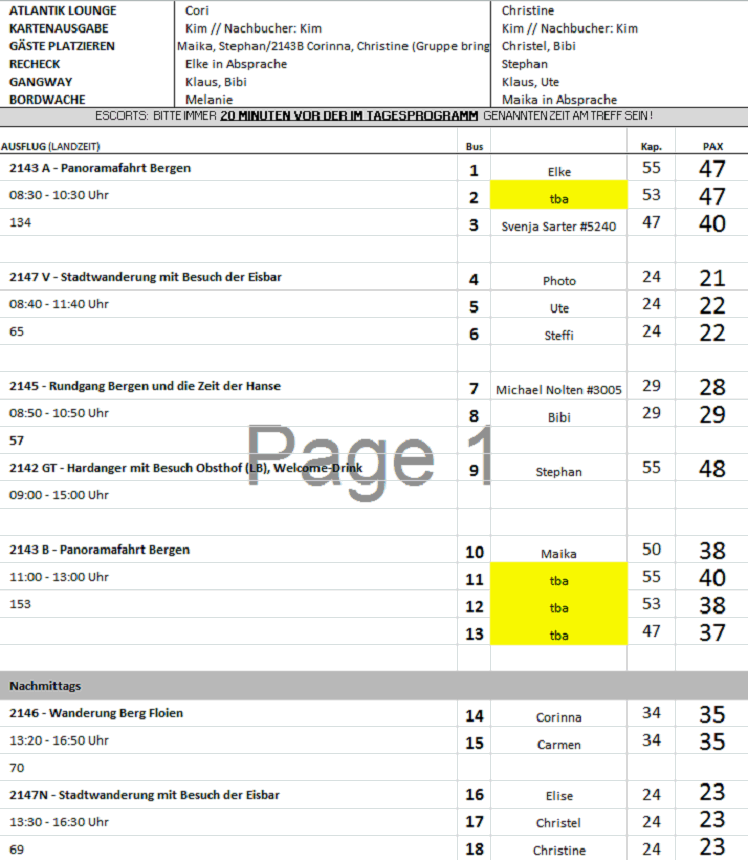 ATLANTIK LOUNGE Cori Christine
KARTENAUSGABE Kim // Nachbucher: Kim Kim // Nachbucher: Kim
GÄSTE PLATZIEREN Maika, Stephan/2143B Corinna, Christine (Gruppe bring Christel, Bibi
RECHECK Elke in Absprache Stephan
GANGWAY Klaus, Bibi Klaus, Ute
BORDWACHE Melanie Maika in Absprache
ESCORTS: BITTE IMMER 20 MINUTEN VOR DER IM TAGESPROGRAMM GENANNTEN ZEIT AM TREFF SEIN!
AUSFLUG (LANDZEIT) Bus Kap. PAX
2143 A - Panoramafahrt Bergen 1 Elke 55 47
08:30 - 10:30 Uhr 2 tba 53 47
134 3 Svenja Sarter #5240 47 40
2147 V - Stadtwanderung mit Besuch der Eisbar 4 Photo 24 21
08:40 - 11:40 Uhr 5 Ute 24 22
65 6 Steffi 24 22
2145 - Rundgang Bergen und die Zeit der Hanse 7 Michael Nolten #3005 29 28
08:50 - 10:50 Uhr 8 Bibi 29 29
57
Page 1
2142 GT - Hardanger mit Besuch Obsthof (LB), Welcome-Drink 9 Stephan 55 48
09:00 - 15:00 Uhr
2143 B - Panoramafahrt Bergen 10 Maika 50 38
11:00 - 13:00 Uhr 11 tba 55 40
153 12 tba 53 38
13 tba 47 37
Nachmittags
2146 - Wanderung Berg Floien 14 Corinna 34 35
13:20 - 16:50 Uhr 15 Carmen 34 35
70
2147N - Stadtwanderung mit Besuch der Eisbar 16 Elise 24 23
13:30 - 16:30 Uhr 17 Christel 24 23
69 18 Christine 24 23